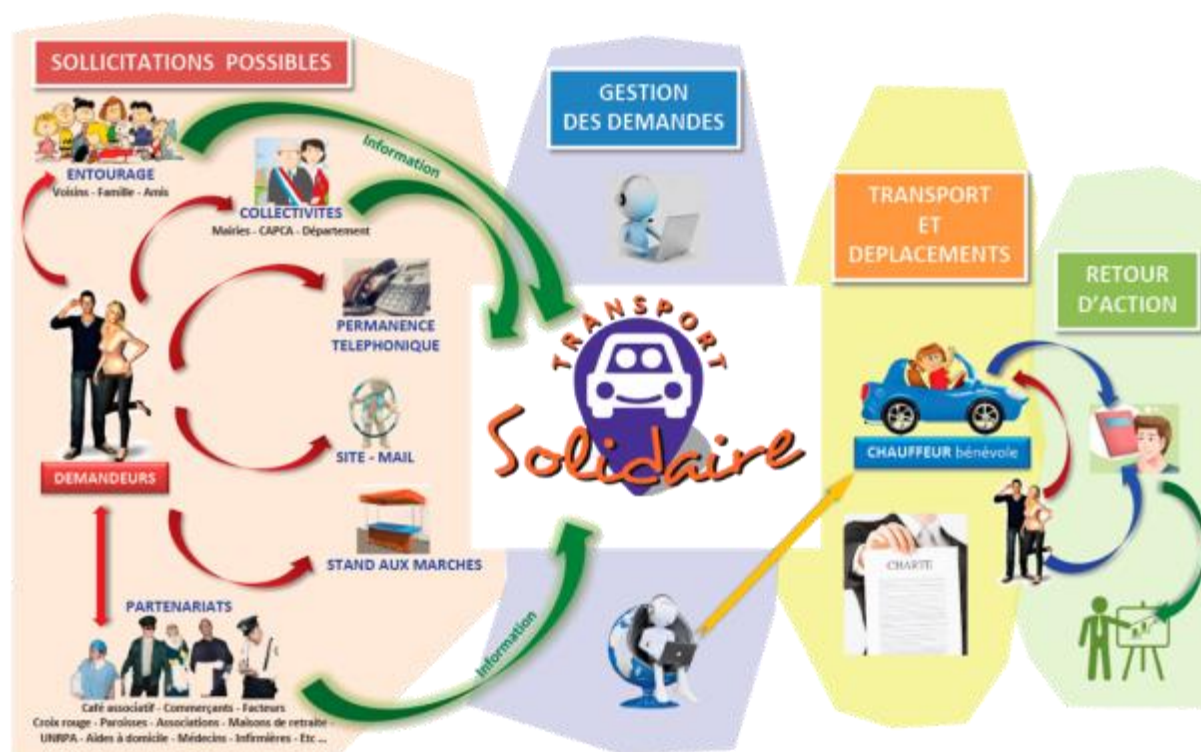 SOLLICITATIONS POSSIBLES
ENTOURAGE
Voisins - Famille - Amis
Information
COLLECTIVITES
Mairies - CAPCA - Département
PERMANENCE
TELEPHONIQUE
SITE - MAIL
DEMANDEURS
STAND AUX MARCHES
PARTENARIATS
Café associatif - Commerçants - Facteurs
Croix rouge - Paroisses - Associations - Maisons de retraite -
UNRPA - Aides à domicile - Médecins - Infirmières - Etc ...
Information
GESTION
DES DEMANDES
TRANSPORT
Solidaire
TRANSPORT
ET
DEPLACEMENTS
CHAUFFEUR bénévole
CHARTE
RETOUR
D'ACTION